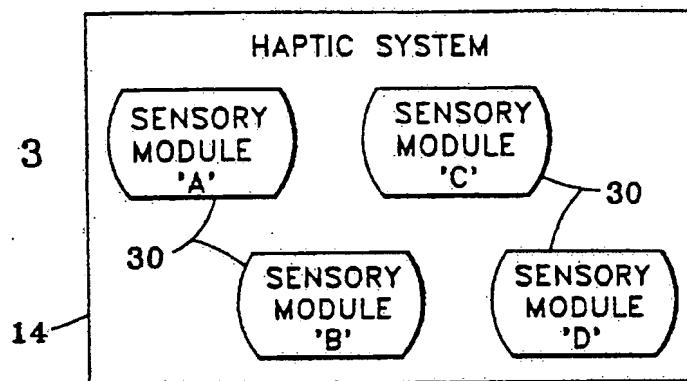 HAPTIC SYSTEM
SENSORY
MODULE
'A'
SENSORY
MODULE
'C'
3
30
30
SENSORY
MODULE
'B'
SENSORY
MODULE
'D'
14